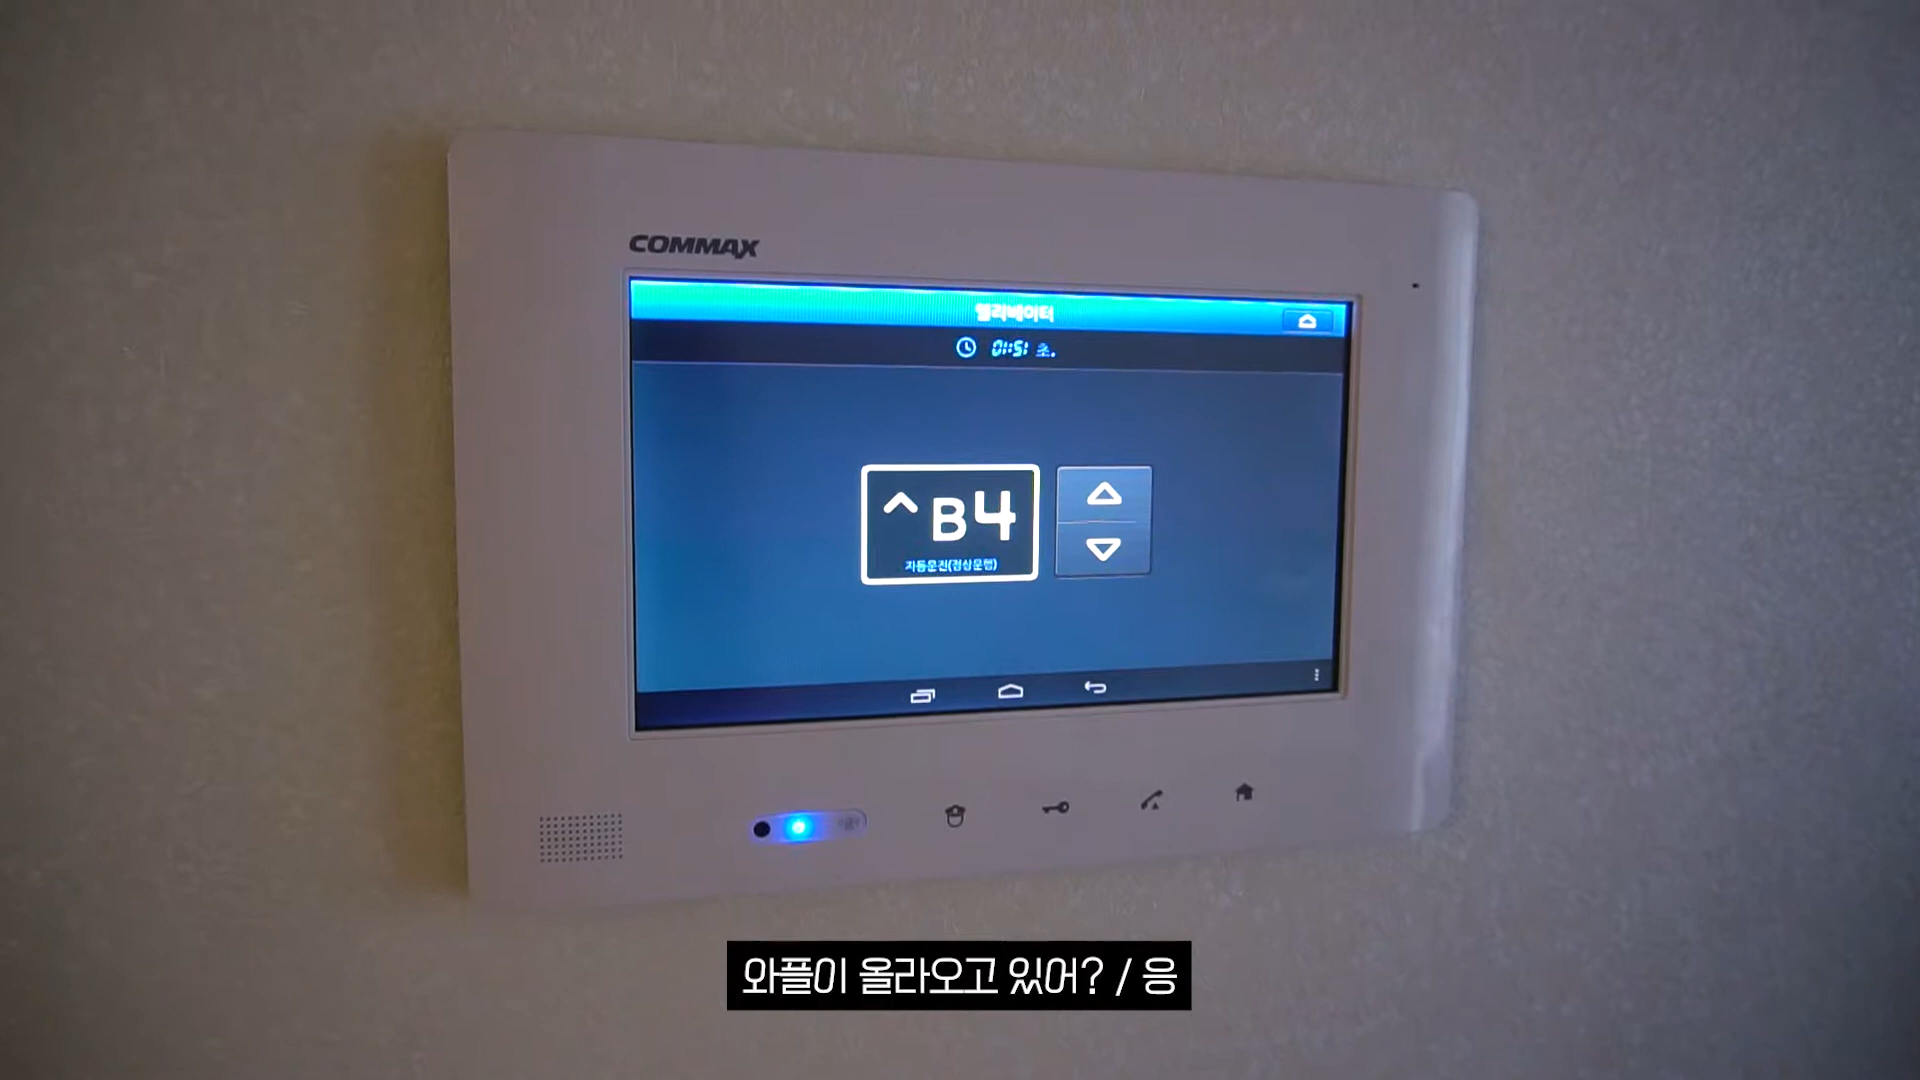 COMMAX
엘리베이터
01:51 초.
^ B4
자동운전(정상운행)
와플이 올라오고 있어? / 응